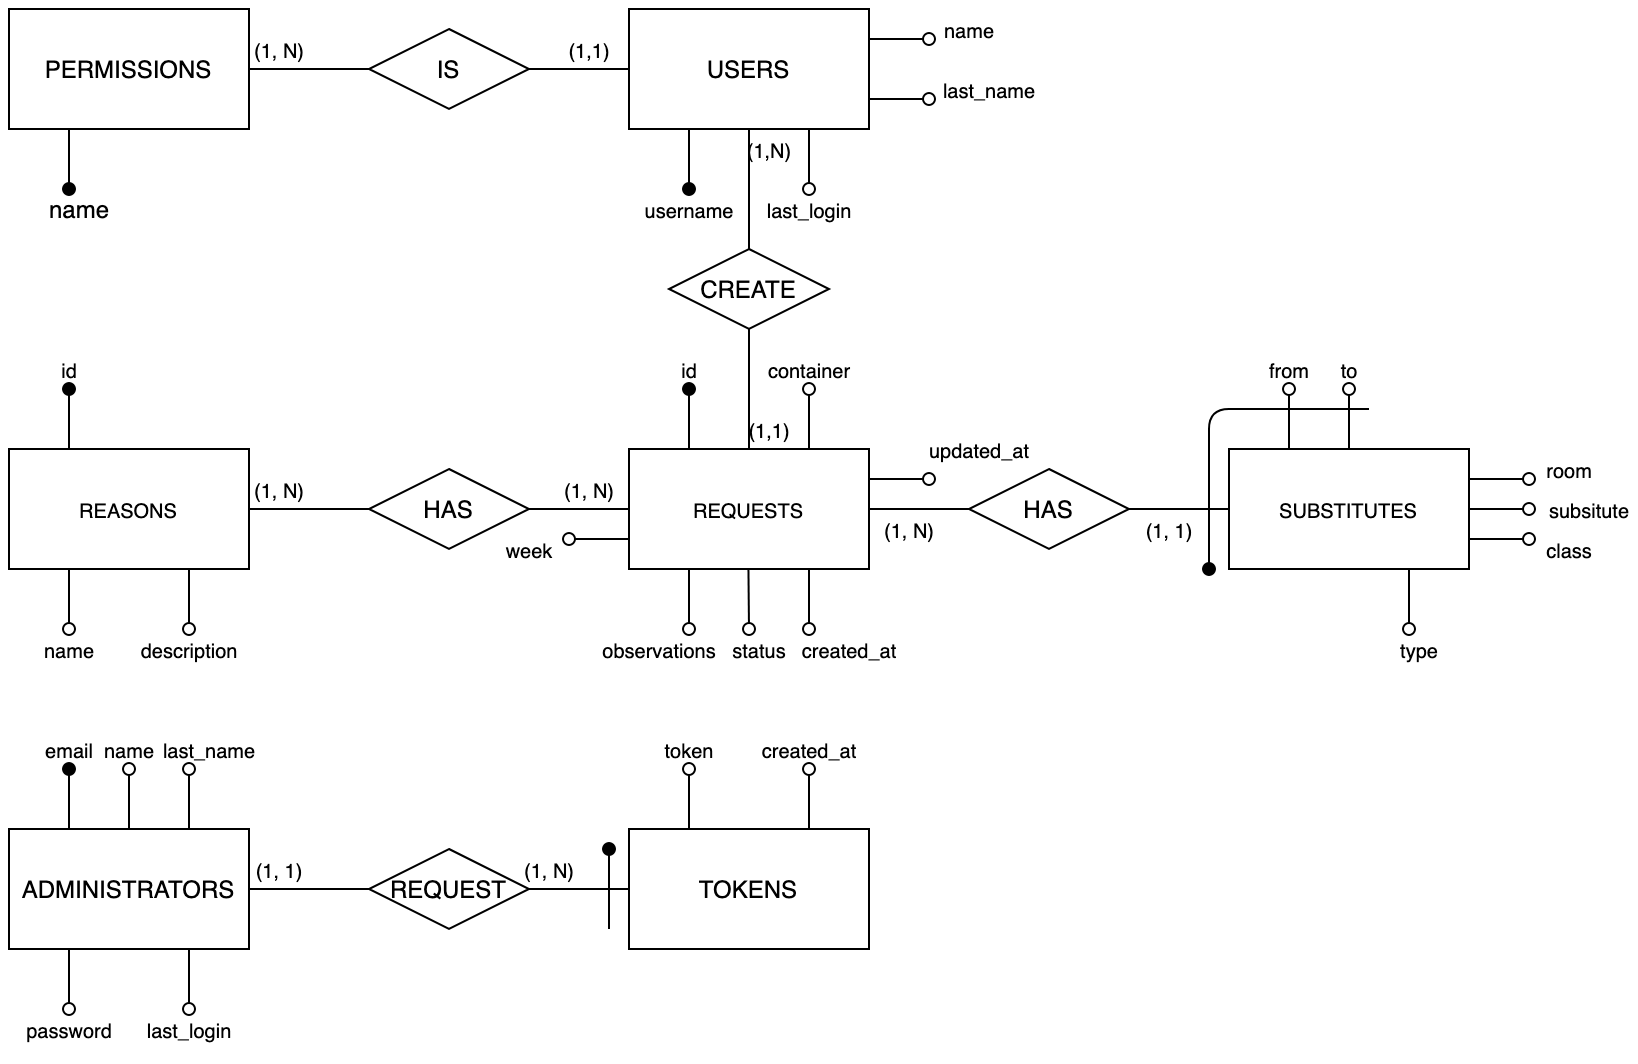 PERMISSIONS
(1, N)
IS
(1,1)
USERS
name
last_name
name
username
(1,N)
last_login
CREATE
id
id
container
from
to
(1,1)
REASONS
(1, N)
HAS
(1, N)
week
REQUESTS
updated_at
(1, N)
HAS
(1, 1)
SUBSTITUTES
room
subsitute
class
name
description
observations
status
created_at
type
email
name
last_name
token
created_at
ADMINISTRATORS
(1, 1)
REQUEST
(1, N)
TOKENS
password
last_login